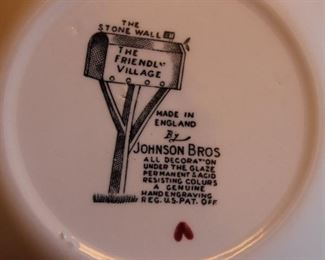 THE
STONE WALL
THE
FRIENDLY
VILLAGE
MADE IN
ENGLAND
By
JOHNSON BROS
ALL DECORATION
UNDER THE GLAZE
PERMANENT & ACID
RESISTING COLURS
A GENUINE
HAND ENGRAVING
REG. U.S. PAT. OFF.